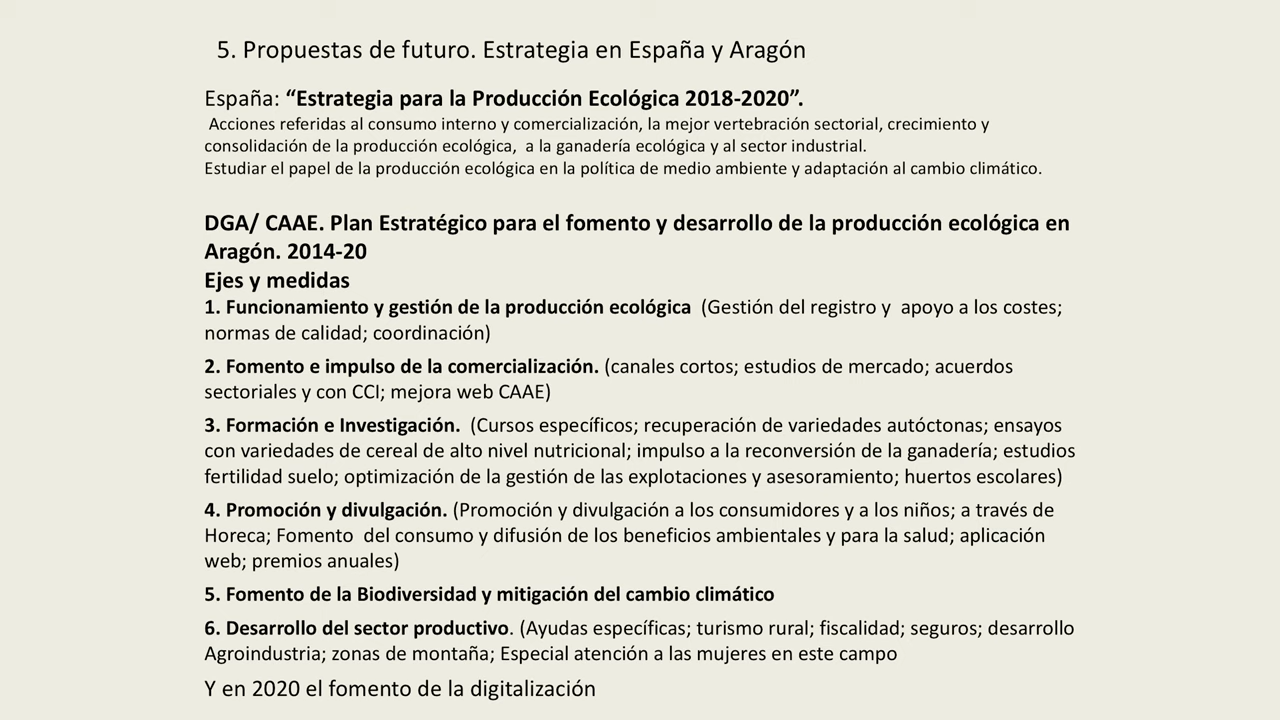 5. Propuestas de futuro. Estrategia en España y Aragón
España: “Estrategia para la Producción Ecológica 2018-2020”.
Acciones referidas al consumo interno y comercialización, la mejor vertebración sectorial, crecimiento y
consolidación de la producción ecológica, a la ganadería ecológica y al sector industrial.
Estudiar el papel de la producción ecológica en la política de medio ambiente y adaptación al cambio climático.
DGA/ CAAE. Plan Estratégico para el fomento y desarrollo de la producción ecológica en
Aragón. 2014-20
Ejes y medidas
1. Funcionamiento y gestión de la producción ecológica (Gestión del registro y apoyo a los costes;
normas de calidad; coordinación)
2. Fomento e impulso de la comercialización. (canales cortos; estudios de mercado; acuerdos
sectoriales y con CCI; mejora web CAAE)
3. Formación e Investigación. (Cursos específicos; recuperación de variedades autóctonas; ensayos
con variedades de cereal de alto nivel nutricional; impulso a la reconversión de la ganadería; estudios
fertilidad suelo; optimización de la gestión de las explotaciones y asesoramiento; huertos escolares)
4. Promoción y divulgación. (Promoción y divulgación a los consumidores y a los niños; a través de
Horeca; Fomento del consumo y difusión de los beneficios ambientales y para la salud; aplicación
web; premios anuales)
5. Fomento de la Biodiversidad y mitigación del cambio climático
6. Desarrollo del sector productivo. (Ayudas específicas; turismo rural; fiscalidad; seguros; desarrollo
Agroindustria; zonas de montaña; Especial atención a las mujeres en este campo
Y en 2020 el fomento de la digitalización